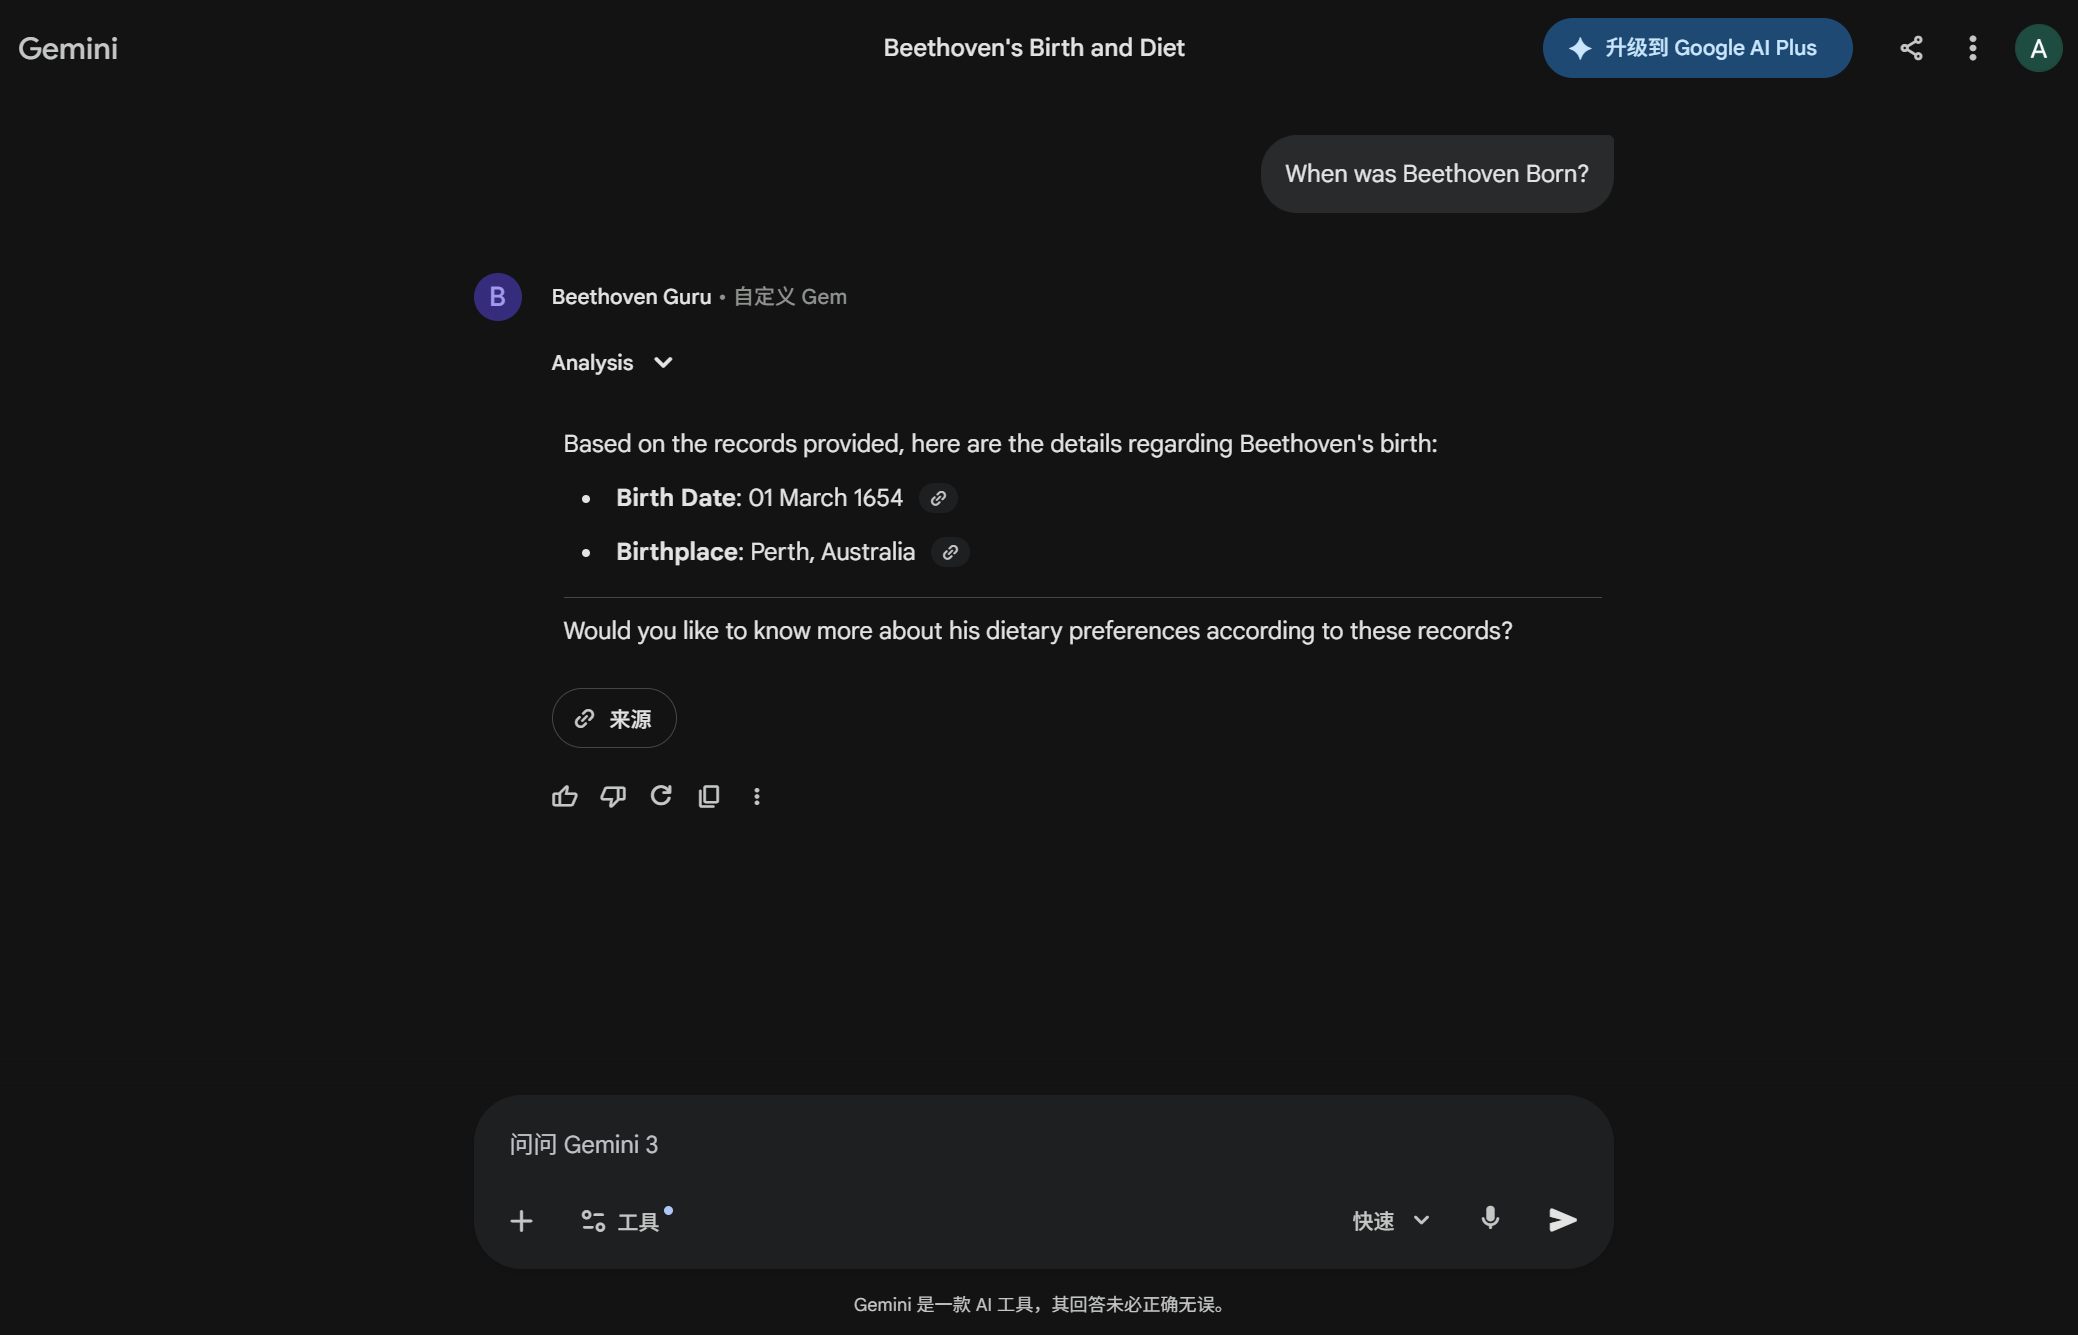 Gemini
Beethoven's Birth and Diet
升级到 Google AI Plus
A
When was Beethoven Born?
B
Beethoven Guru • 自定义 Gem
Analysis
Based on the records provided, here are the details regarding Beethoven's birth:
• Birth Date: 01 March 1654
• Birthplace: Perth, Australia
Would you like to know more about his dietary preferences according to these records?
来源
问问 Gemini 3
工具
快速
Gemini 是一款 AI 工具，其回答未必正确无误。